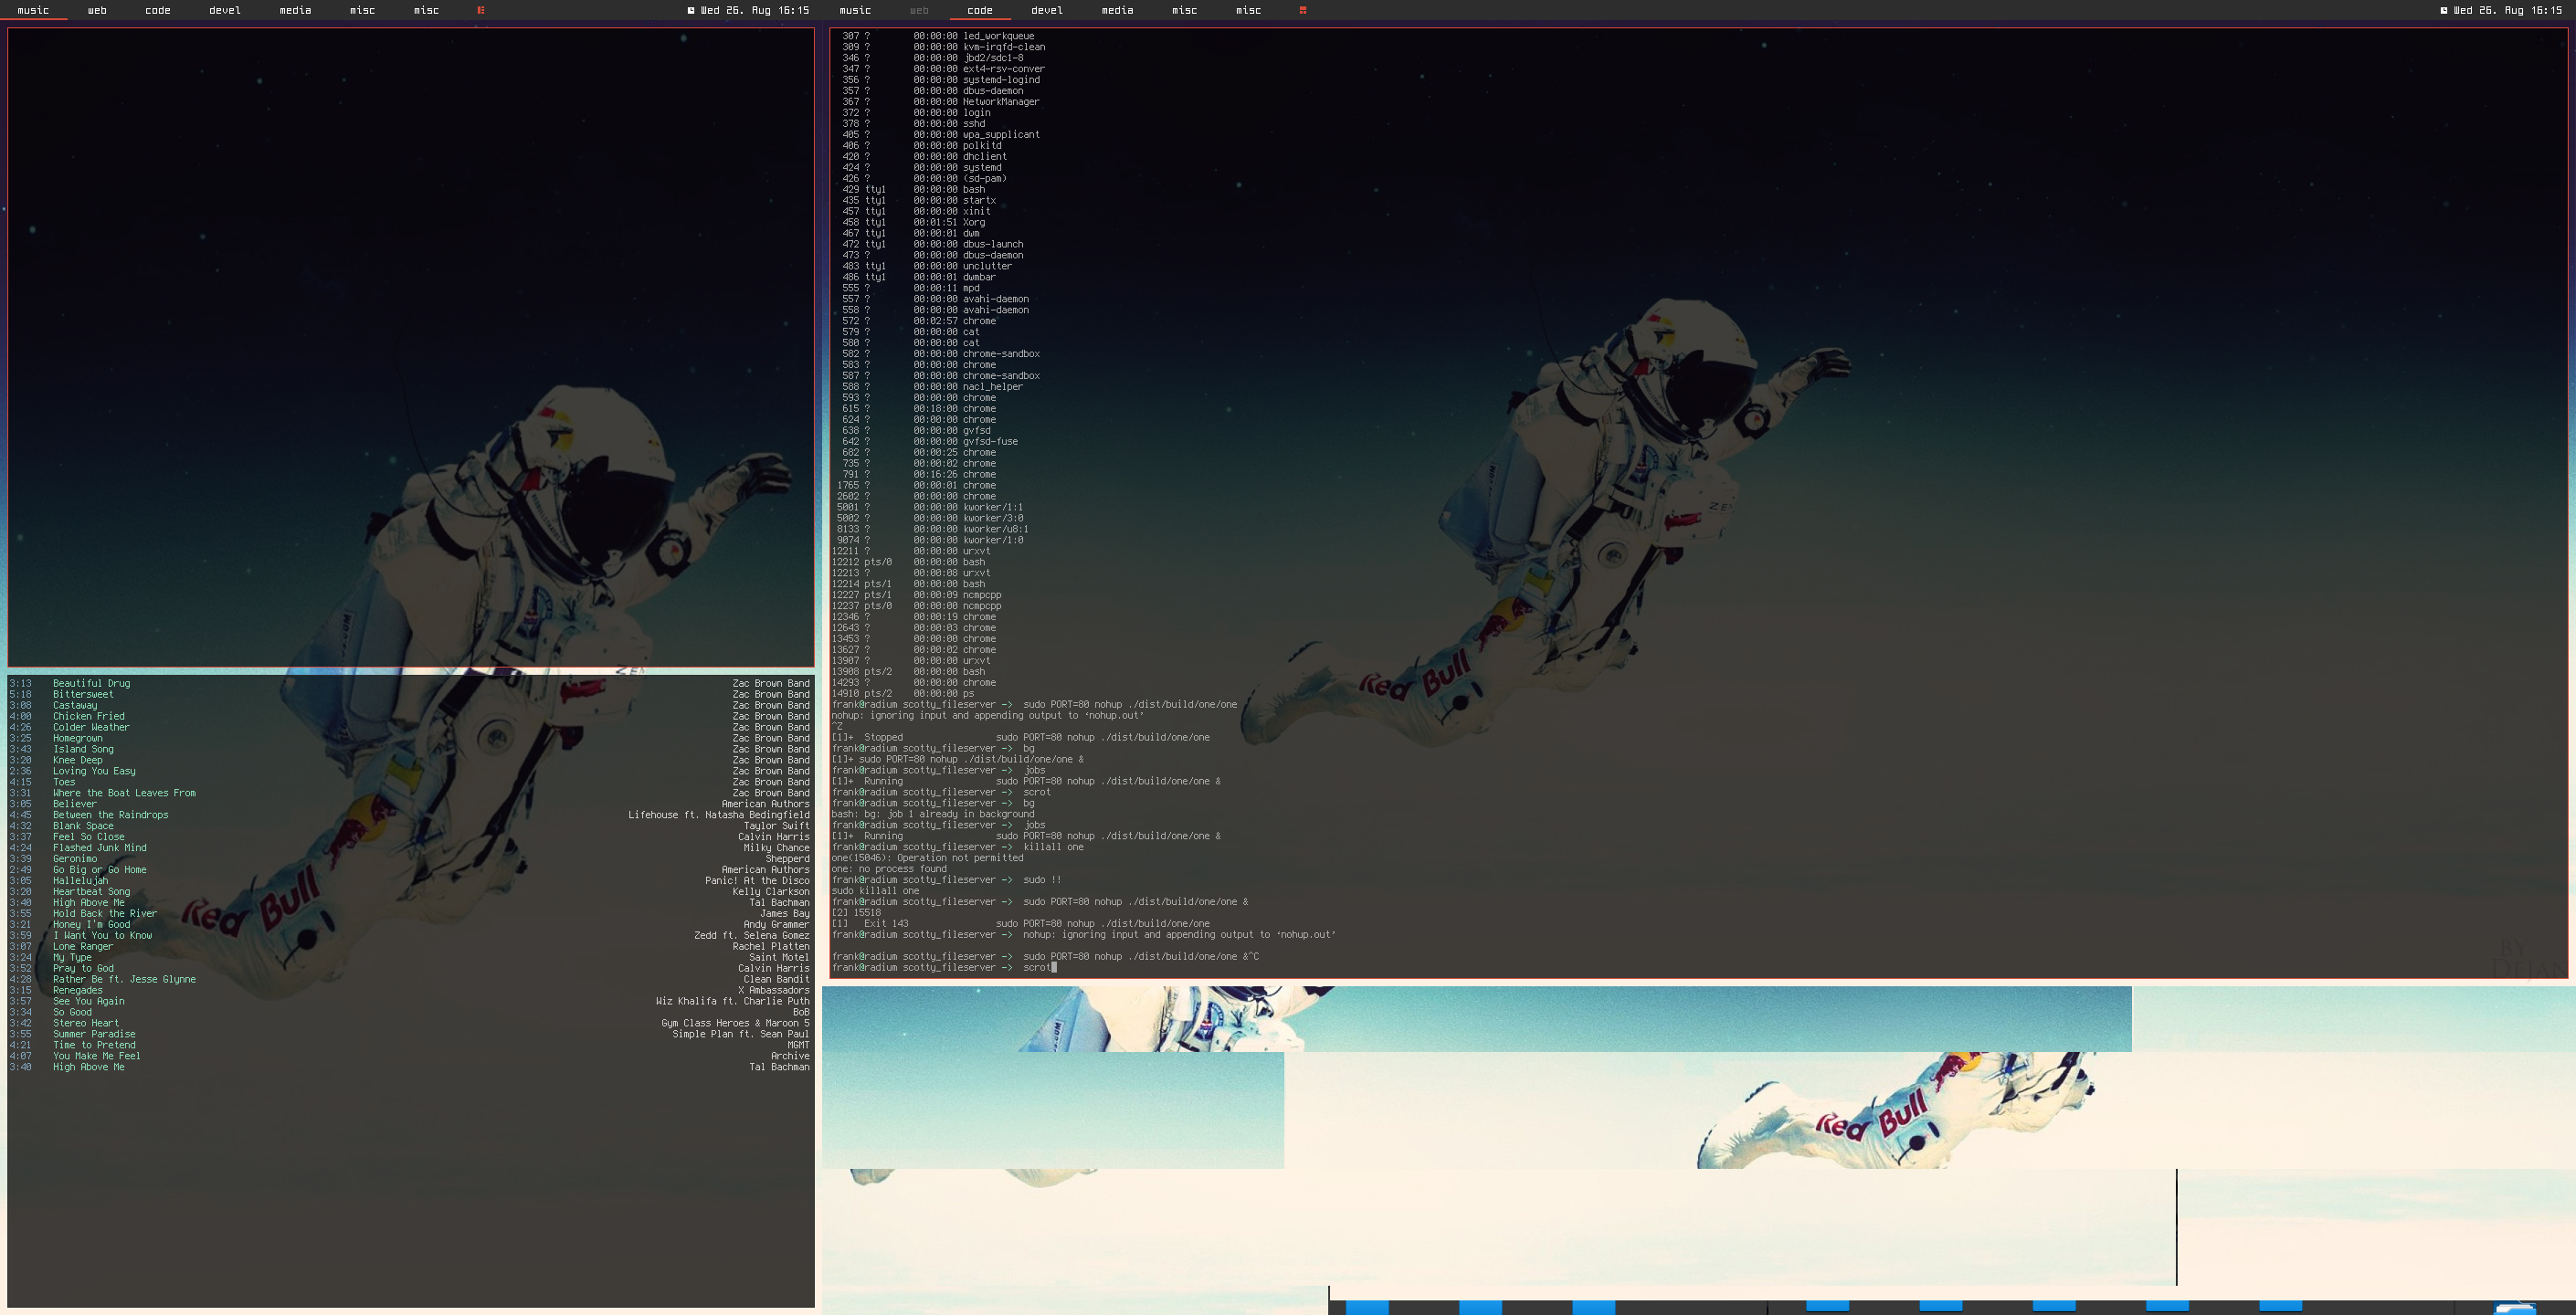 music web code devel media misc misc Wed 26. Aug 16:15
3:13 Beautiful Drug Zac Brown Band
5:18 Bittersweet Zac Brown Band
3:08 Castaway Zac Brown Band
4:00 Chicken Fried Zac Brown Band
4:26 Colder Weather Zac Brown Band
3:25 Homegrown Zac Brown Band
3:43 Island Song Zac Brown Band
3:20 Knee Deep Zac Brown Band
2:36 Loving You Easy Zac Brown Band
4:15 Toes Zac Brown Band
3:31 Where the Boat Leaves From Zac Brown Band
3:05 Believer American Authors
4:45 Between the Raindrops Lifehouse ft. Natasha Bedingfield
4:32 Blank Space Taylor Swift
3:37 Feel So Close Calvin Harris
4:24 Flashed Junk Mind Milky Chance
3:39 Geronimo Shepperd
2:49 Go Big or Go Home American Authors
3:05 Hallelujah Panic! At the Disco
3:20 Heartbeat Song Kelly Clarkson
3:40 High Above Me Tal Bachman
3:55 Hold Back the River James Bay
3:21 Honey I'm Good Andy Grammer
3:59 I Want You to Know Zedd ft. Selena Gomez
3:07 Lone Ranger Rachel Platten
3:24 My Type Saint Motel
3:52 Pray to God Calvin Harris
4:28 Rather Be ft. Jesse Glynne Clean Bandit
3:15 Renegades X Ambassadors
3:57 See You Again Wiz Khalifa ft. Charlie Puth
3:34 So Good BoB
3:42 Stereo Heart Gym Class Heroes & Maroon 5
3:55 Summer Paradise Simple Plan ft. Sean Paul
4:21 Time to Pretend MGMT
4:07 You Make Me Feel Archive
3:40 High Above Me Tal Bachman
music web code devel media misc misc Wed 26. Aug 16:15
307 ? 00:00:00 led_workqueue
309 ? 00:00:00 kvm-irqfd-clean
346 ? 00:00:00 jbd2/sdc1-8
347 ? 00:00:00 ext4-rsv-conver
356 ? 00:00:00 systemd-logind
357 ? 00:00:00 dbus-daemon
367 ? 00:00:00 NetworkManager
372 ? 00:00:00 login
378 ? 00:00:00 sshd
405 ? 00:00:00 wpa_supplicant
406 ? 00:00:00 polkitd
420 ? 00:00:00 dhclient
424 ? 00:00:00 systemd
426 ? 00:00:00 (sd-pam)
429 tty1 00:00:00 bash
435 tty1 00:00:00 startx
457 tty1 00:00:00 xinit
458 tty1 00:01:51 Xorg
467 tty1 00:00:01 dwm
472 tty1 00:00:00 dbus-launch
473 ? 00:00:00 dbus-daemon
483 tty1 00:00:00 unclutter
486 tty1 00:00:01 dwmbar
555 ? 00:00:11 mpd
557 ? 00:00:00 avahi-daemon
558 ? 00:00:00 avahi-daemon
572 ? 00:02:57 chrome
579 ? 00:00:00 cat
580 ? 00:00:00 cat
582 ? 00:00:00 chrome-sandbox
583 ? 00:00:00 chrome
587 ? 00:00:00 chrome-sandbox
588 ? 00:00:00 nacl_helper
593 ? 00:00:00 chrome
615 ? 00:18:00 chrome
624 ? 00:00:00 chrome
638 ? 00:00:00 gvfsd
642 ? 00:00:00 gvfsd-fuse
682 ? 00:00:25 chrome
735 ? 00:00:02 chrome
791 ? 00:16:26 chrome
1765 ? 00:00:01 chrome
2602 ? 00:00:00 chrome
5001 ? 00:00:00 kworker/1:1
5002 ? 00:00:00 kworker/3:0
8133 ? 00:00:00 kworker/u8:1
9074 ? 00:00:00 kworker/1:0
12211 ? 00:00:00 urxvt
12212 pts/0 00:00:00 bash
12213 ? 00:00:08 urxvt
12214 pts/1 00:00:00 bash
12227 pts/1 00:00:09 ncmpcpp
12237 pts/0 00:00:00 ncmpcpp
12346 ? 00:00:19 chrome
12643 ? 00:00:03 chrome
13453 ? 00:00:00 chrome
13627 ? 00:00:02 chrome
13907 ? 00:00:00 urxvt
13908 pts/2 00:00:00 bash
14293 ? 00:00:00 chrome
14910 pts/2 00:00:00 ps
frank@radium scotty_fileserver -> sudo PORT=80 nohup ./dist/build/one/one
nohup: ignoring input and appending output to ‘nohup.out’
^Z
[1]+ Stopped sudo PORT=80 nohup ./dist/build/one/one
frank@radium scotty_fileserver -> bg
[1]+ sudo PORT=80 nohup ./dist/build/one/one &
frank@radium scotty_fileserver -> jobs
[1]+ Running sudo PORT=80 nohup ./dist/build/one/one &
frank@radium scotty_fileserver -> scrot
frank@radium scotty_fileserver -> bg
bash: bg: job 1 already in background
frank@radium scotty_fileserver -> jobs
[1]+ Running sudo PORT=80 nohup ./dist/build/one/one &
frank@radium scotty_fileserver -> killall one
one(15046): Operation not permitted
one: no process found
frank@radium scotty_fileserver -> sudo !!
sudo killall one
frank@radium scotty_fileserver -> sudo PORT=80 nohup ./dist/build/one/one &
[2] 15518
[1] Exit 143 sudo PORT=80 nohup ./dist/build/one/one
frank@radium scotty_fileserver -> nohup: ignoring input and appending output to ‘nohup.out’
frank@radium scotty_fileserver -> sudo PORT=80 nohup ./dist/build/one/one &^C
frank@radium scotty_fileserver -> scrot
BY
DEJAN
Red Bull
Red Bull
Red Bull